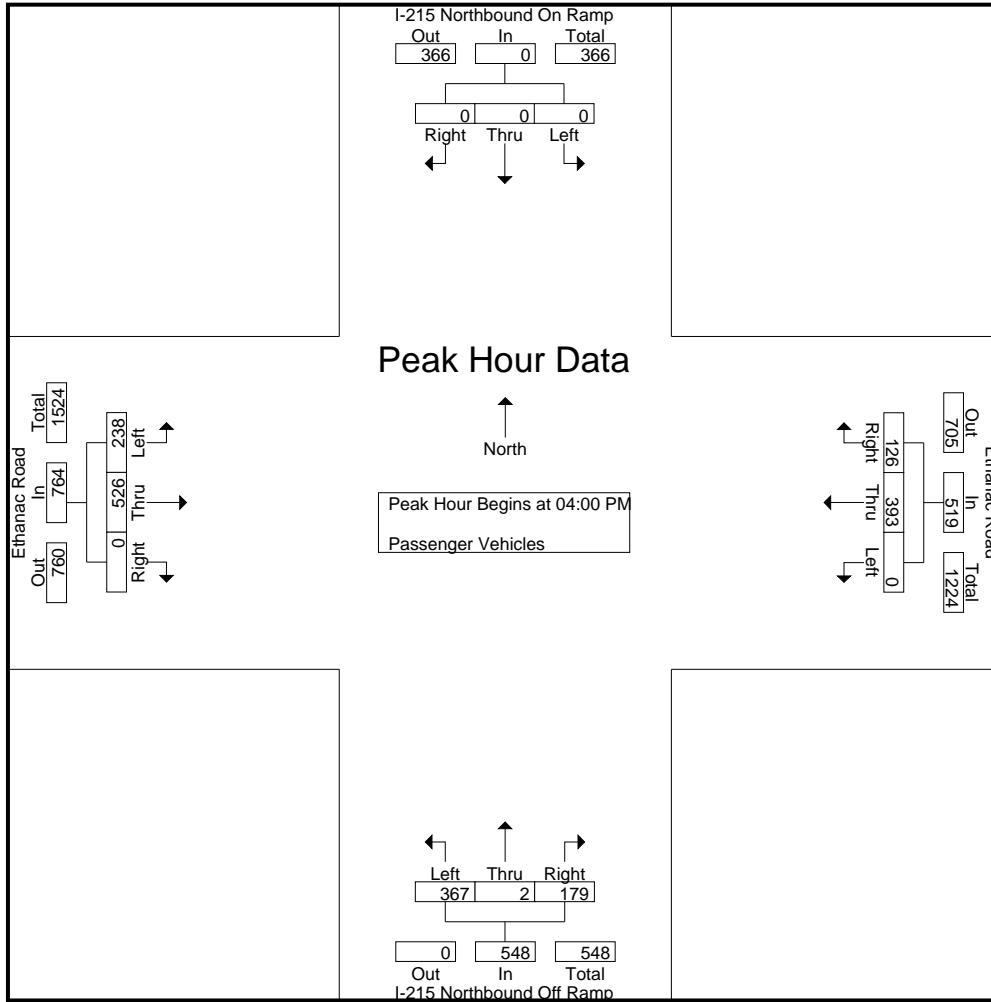 I-215 Northbound On Ramp
Out In Total
366 0 366
0 0 0
Right Thru Left
Peak Hour Data
North
Peak Hour Begins at 04:00 PM
Passenger Vehicles
Ethanac Road
Out In Total
760 764 1524
Left Thru Right
238 526 0
Ethanac Road
Out In Total
705 519 1224
Right Thru Left
126 393 0
Left Thru Right
367 2 179
0 548 548
Out In Total
I-215 Northbound Off Ramp